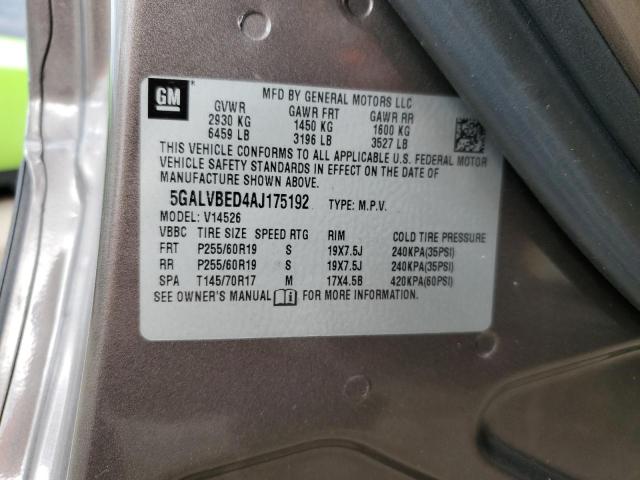 GM
MFD BY GENERAL MOTORS LLC
GVWR GAWR FRT GAWR RR
2930 KG 1450 KG 1600 KG
6459 LB 3196 LB 3527 LB
THIS VEHICLE CONFORMS TO ALL APPLICABLE U.S. FEDERAL MOTOR
VEHICLE SAFETY STANDARDS IN EFFECT ON THE DATE OF
MANUFACTURE SHOWN ABOVE.
5GALVBED4AJ175192 TYPE: M.P.V.
MODEL: V14526
VBBC TIRE SIZE SPEED RTG RIM COLD TIRE PRESSURE
FRT P255/60R19 S 19X7.5J 240KPA(35PSI)
RR P255/60R19 S 19X7.5J 240KPA(35PSI)
SPA T145/70R17 M 17X4.5B 420KPA(60PSI)
SEE OWNER'S MANUAL FOR MORE INFORMATION.